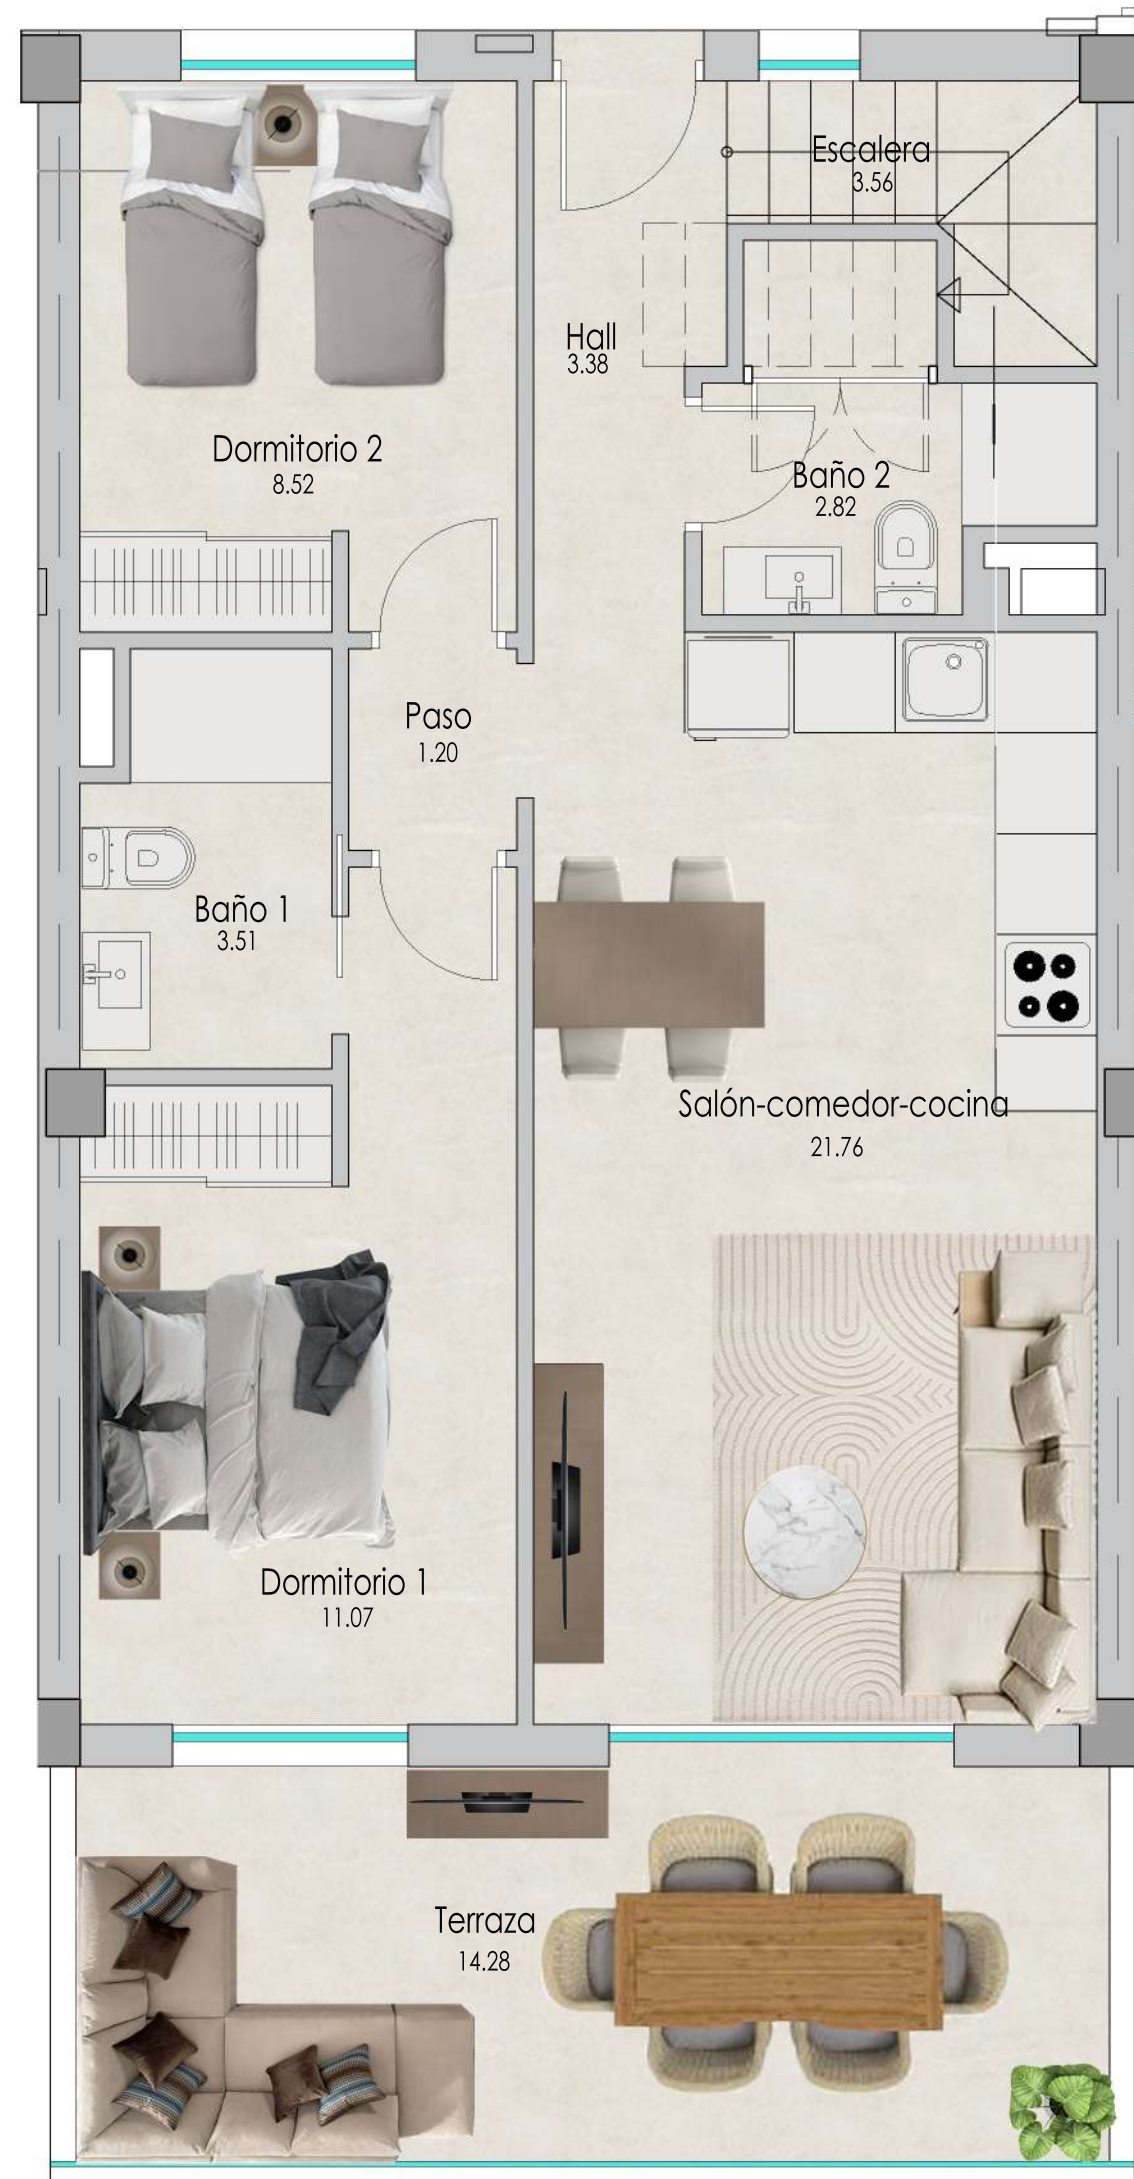 Escalera
3.56
Hall
3.38
Dormitorio 2
8.52
Baño 2
2.82
Paso
1.20
Baño 1
3.51
Salón-comedor-cocina
21.76
Dormitorio 1
11.07
Terraza
14.28